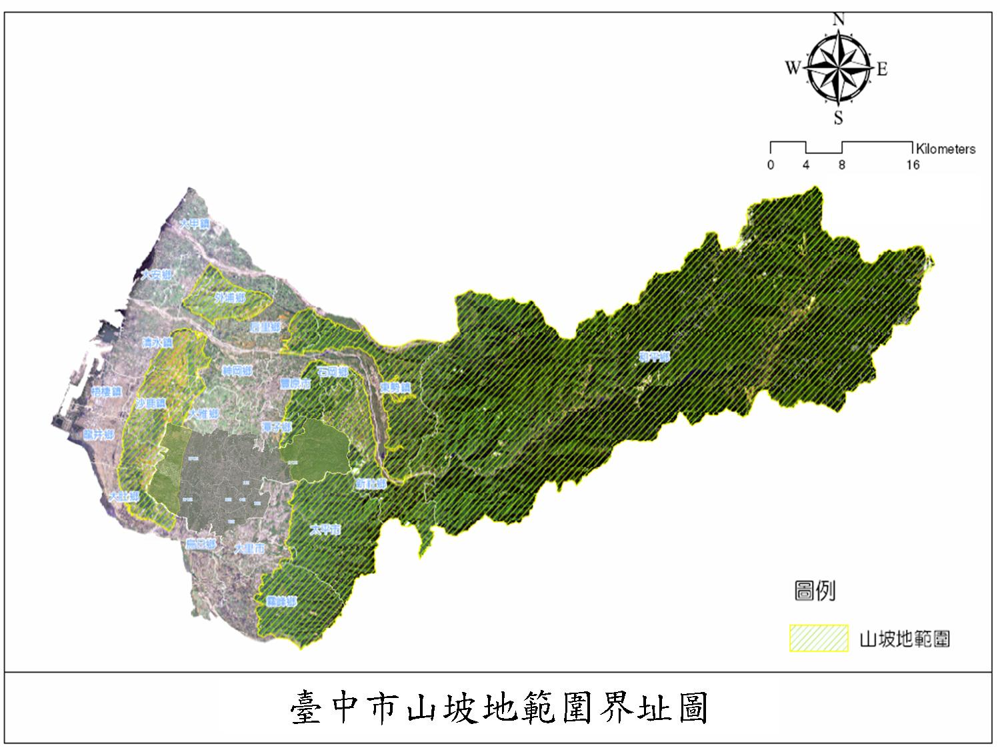 N
W E
S
Kilometers
0 4 8 16
大甲鎮
大安鄉
外埔鄉
后里鄉
清水鎮
神岡鄉
石岡鄉
豐原市
東勢鎮
和平鄉
梧棲鎮
沙鹿鎮
大雅鄉
潭子鄉
龍井鄉
新社鄉
大肚鄉
太平市
烏日鄉
大里市
霧峰鄉
圖例
山坡地範圍
臺中市山坡地範圍界址圖